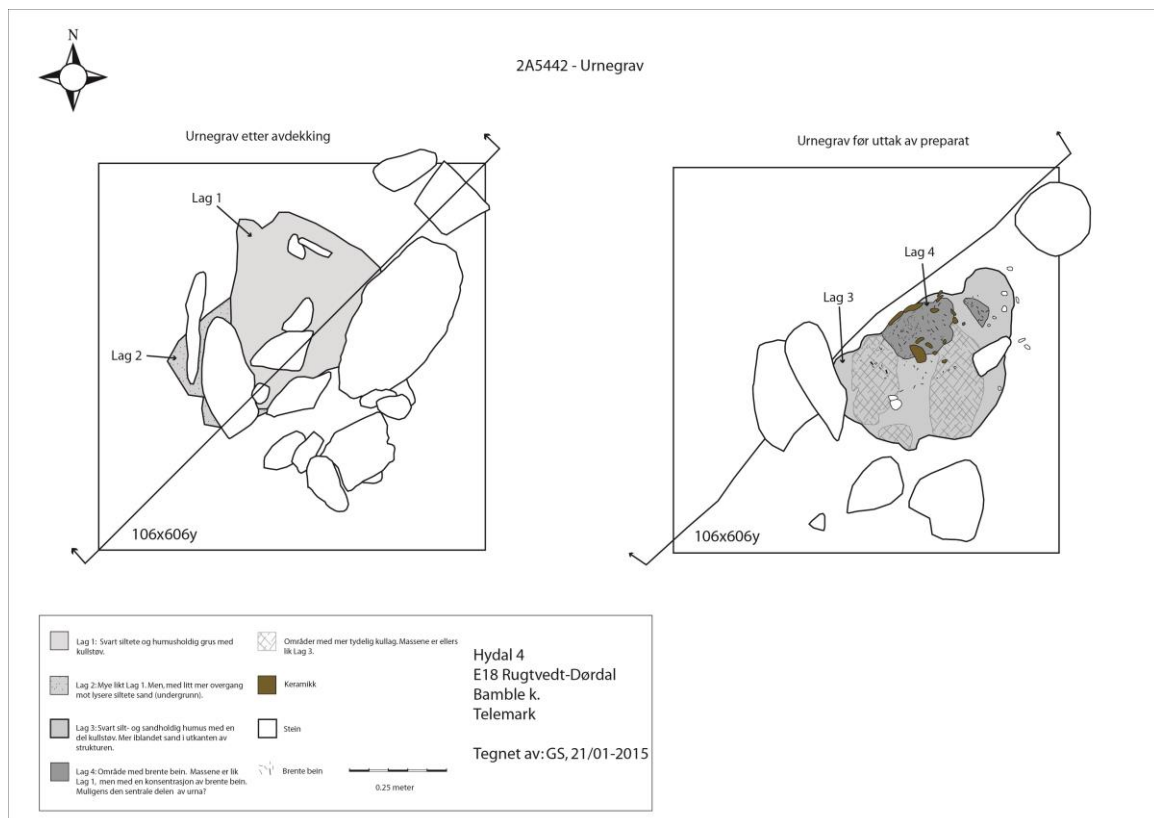 N
2A5442 - Urnegrav
Urnegrav etter avdekking
Lag 1
Lag 2
106x606y
Urnegrav før uttak av preparat
Lag 4
Lag 3
106x606y
Lag 1: Svart siltete og humusholdig grus med
kullstøv.
Lag 2: Mye likt Lag 1. Men, med litt mer overgang
mot lysere siltete sand (undergrunn).
Lag 3: Svart silt- og sandholdig humus med en
del kullstøv. Mer iblandet sand i utkanten av
strukturen.
Lag 4: Område med brente bein. Massene er lik
Lag 1, men med en konsentrasjon av brente bein.
Muligens den sentrale delen av urna?
Områder med mer tydelig kullag. Massene er ellers
lik Lag 3.
Keramikk
Stein
Brente bein
0.25 meter
Hydal 4
E18 Rugtvedt-Dørdal
Bamble k.
Telemark
Tegnet av: GS, 21/01-2015